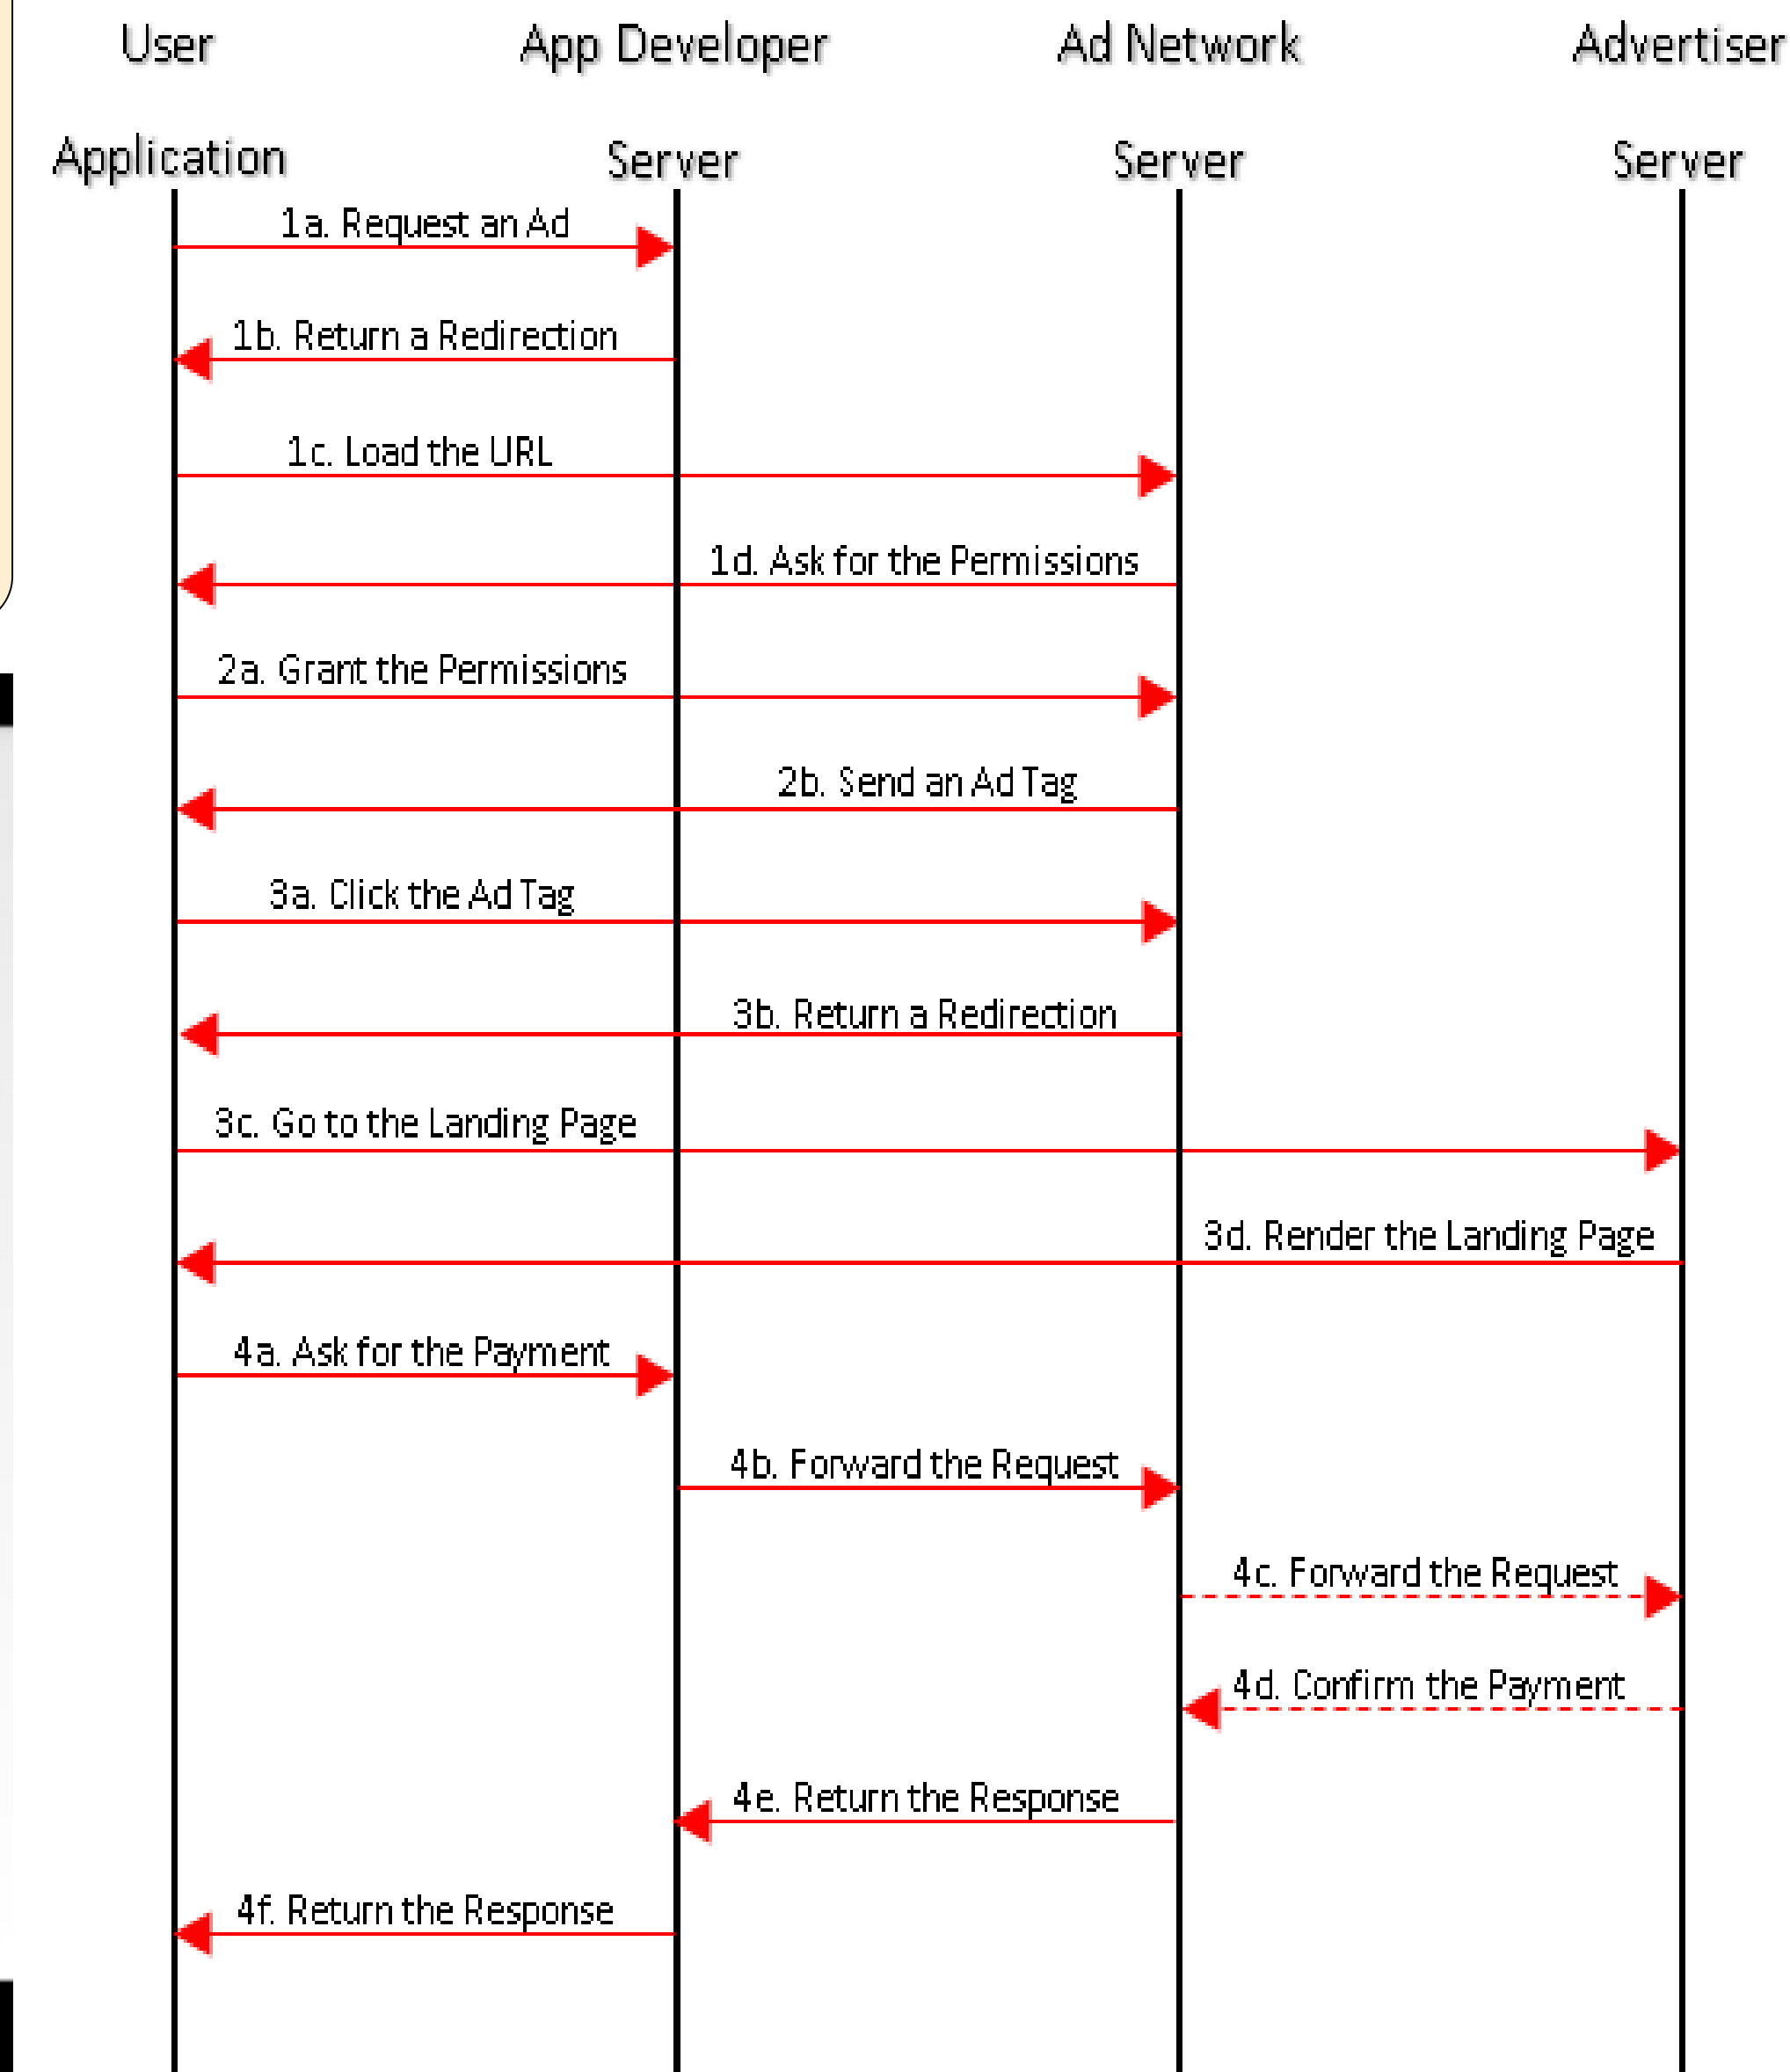 User
App Developer
Ad Network
Advertiser
Application
Server
Server
Server
1a. Request an Ad
1b. Return a Redirection
1c. Load the URL
1d. Ask for the Permissions
2a. Grant the Permissions
2b. Send an Ad Tag
3a. Click the Ad Tag
3b. Return a Redirection
3c. Go to the Landing Page
3d. Render the Landing Page
4a. Ask for the Payment
4b. Forward the Request
4c. Forward the Request
4d. Confirm the Payment
4e. Return the Response
4f. Return the Response